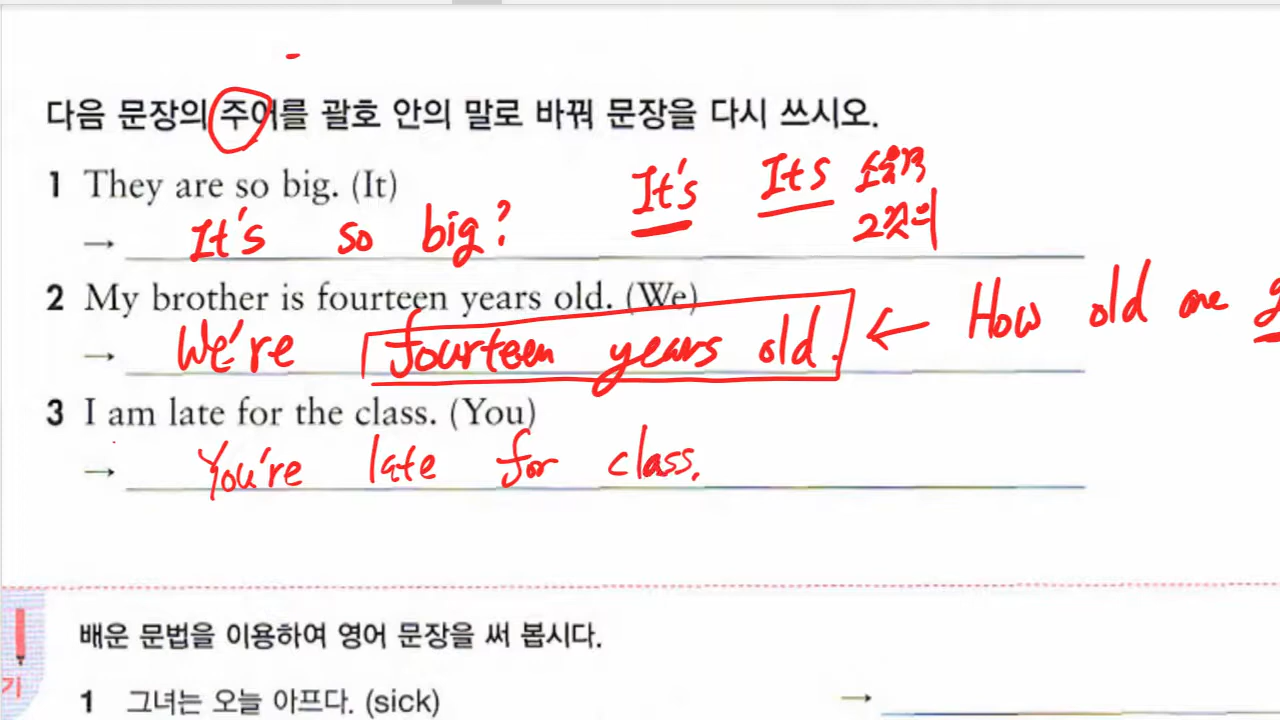 다음 문장의 주어를 괄호 안의 말로 바꿔 문장을 다시 쓰시오.
1 They are so big. (It)
It's Its 소유격
→ It's so big? 그것의
2 My brother is fourteen years old. (We)
→ We're fourteen years old. ← How old are
3 I am late for the class. (You)
→ You're late for class.
배운 문법을 이용하여 영어 문장을 써 봅시다.
기
1 그녀는 오늘 아프다. (sick) →